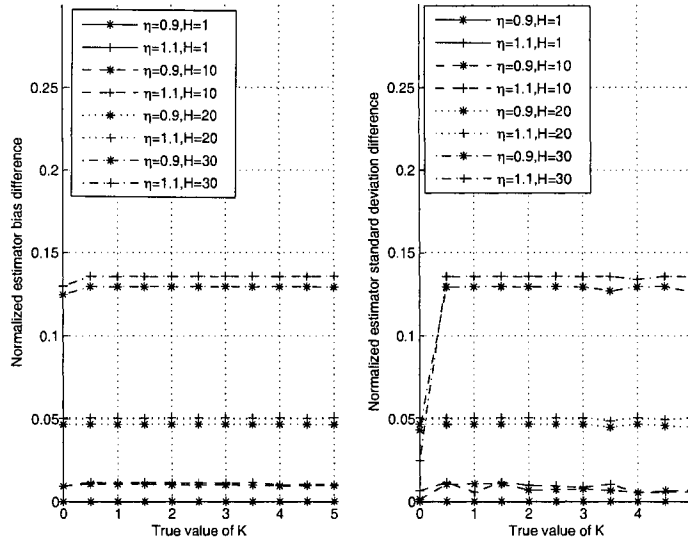 η=0.9,H=1
η=1.1,H=1
η=0.9,H=10
η=1.1,H=10
η=0.9,H=20
η=1.1,H=20
η=0.9,H=30
η=1.1,H=30
Normalized estimator bias difference
0.25
0.2
0.15
0.1
0.05
0
0 1 2 3 4 5
True value of K
η=0.9,H=1
η=1.1,H=1
η=0.9,H=10
η=1.1,H=10
η=0.9,H=20
η=1.1,H=20
η=0.9,H=30
η=1.1,H=30
Normalized estimator standard deviation difference
0.25
0.2
0.15
0.1
0.05
0
0 1 2 3 4
True value of K